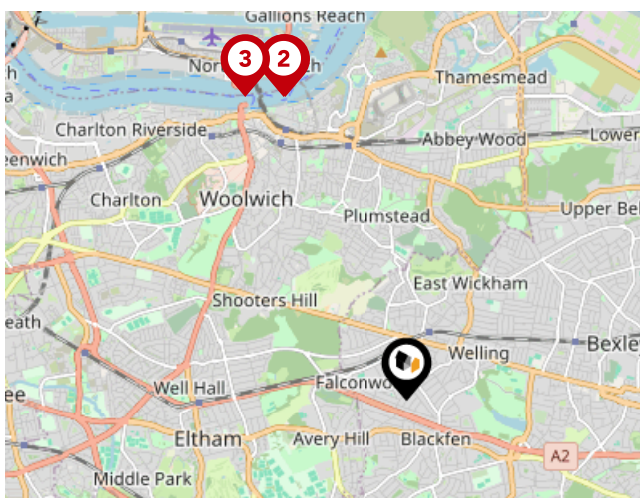 Gallions Reach
3
2
Nor
h
Thamesmead
a
Charlton Riverside
Abbey Wood
Lower
eenwich
Charlton
Woolwich
Plumstead
Upper Bel
East Wickham
Shooters Hill
eath
Bexle
Welling
Falconwo
Well Hall
ee
Eltham
Avery Hill
Blackfen
A2
Middle Park